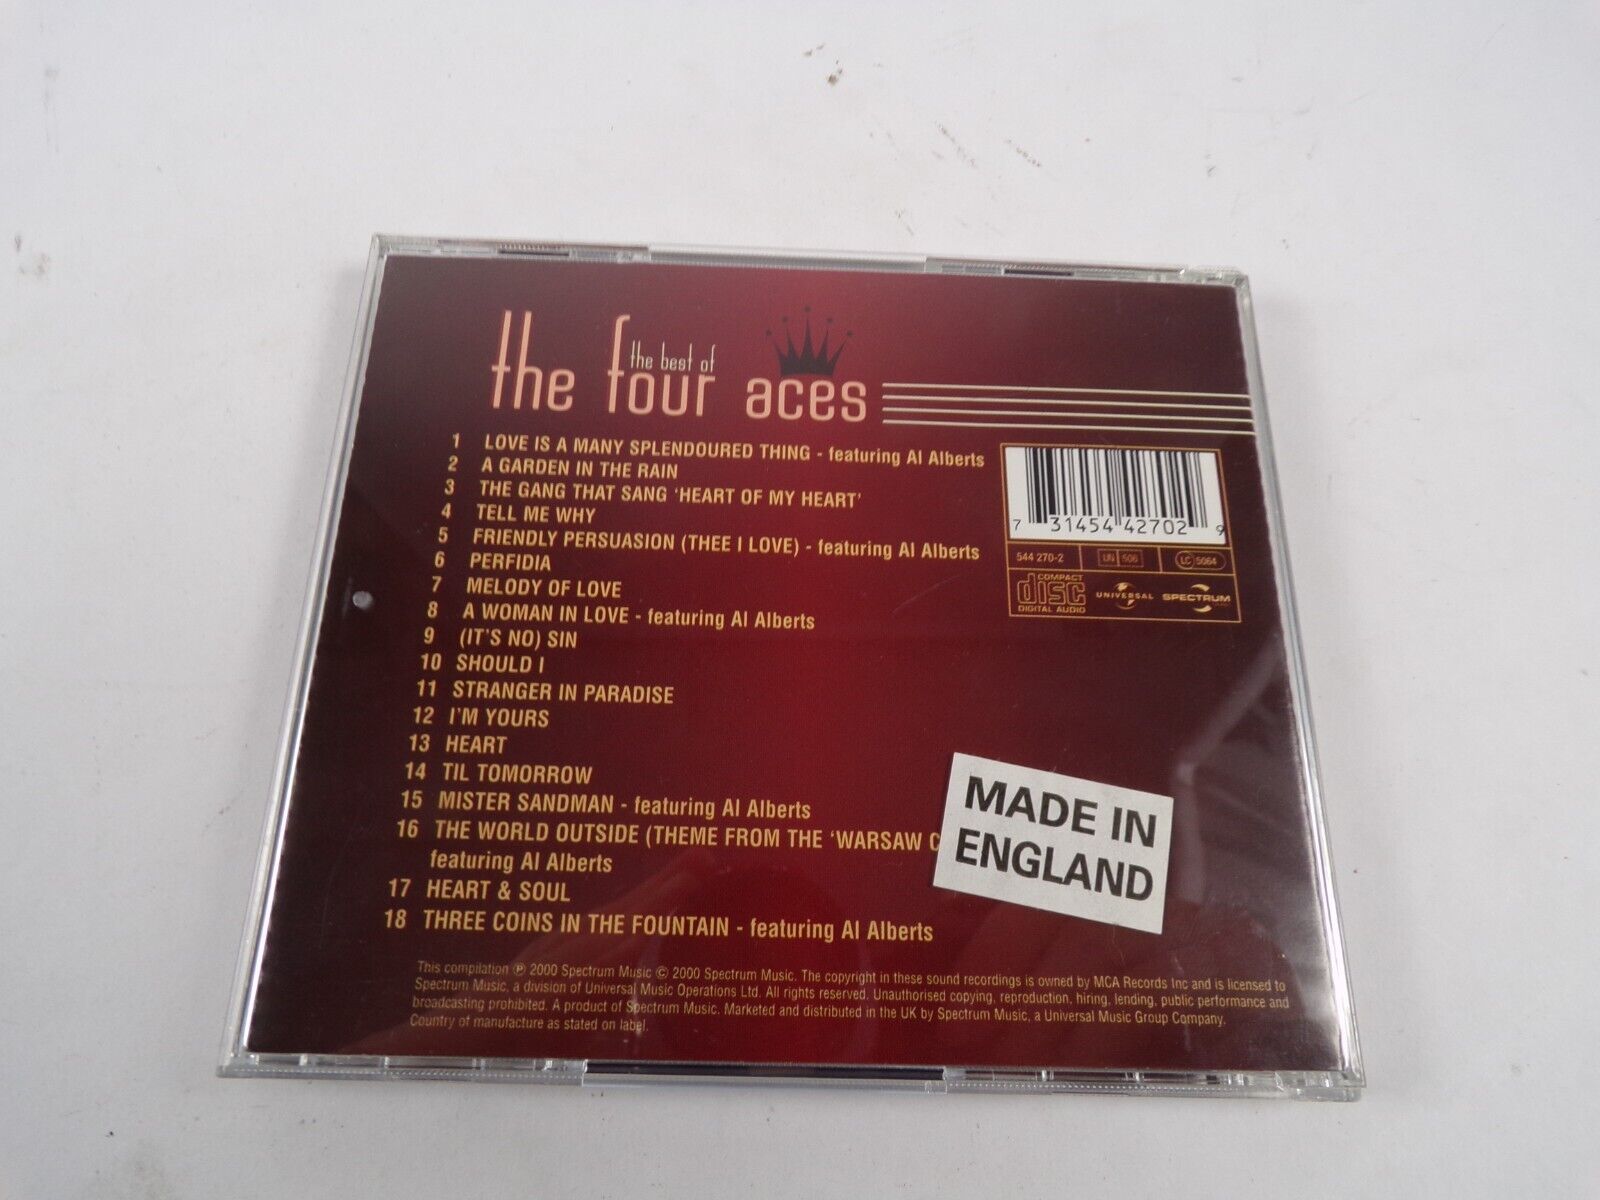 the best of
the four aces
1 LOVE IS A MANY SPLENDOURED THING - featuring Al Alberts
2 A GARDEN IN THE RAIN
3 THE GANG THAT SANG 'HEART OF MY HEART'
4 TELL ME WHY
5 FRIENDLY PERSUASION (THEE I LOVE) - featuring Al Alberts
6 PERFIDIA
7 MELODY OF LOVE
8 A WOMAN IN LOVE - featuring Al Alberts
9 (IT'S NO) SIN
10 SHOULD I
11 STRANGER IN PARADISE
12 I'M YOURS
13 HEART
14 TIL TOMORROW
15 MISTER SANDMAN - featuring Al Alberts
16 THE WORLD OUTSIDE (THEME FROM THE 'WARSAW C
featuring Al Alberts
17 HEART & SOUL
18 THREE COINS IN THE FOUNTAIN - featuring Al Alberts
7 31454 42702 9
544 270-2
LC 5064
COMPACT
disc
DIGITAL AUDIO
UNIVERSAL
SPECTRUM
MADE IN
ENGLAND
This compilation ℗ 2000 Spectrum Music © 2000 Spectrum Music. The copyright in these sound recordings is owned by MCA Records Inc and is licensed to
Spectrum Music, a division of Universal Music Operations Ltd. All rights reserved. Unauthorised copying, reproduction, hiring, lending, public performance and
broadcasting prohibited. A product of Spectrum Music. Marketed and distributed in the UK by Spectrum Music, a Universal Music Group Company.
Country of manufacture as stated on label.